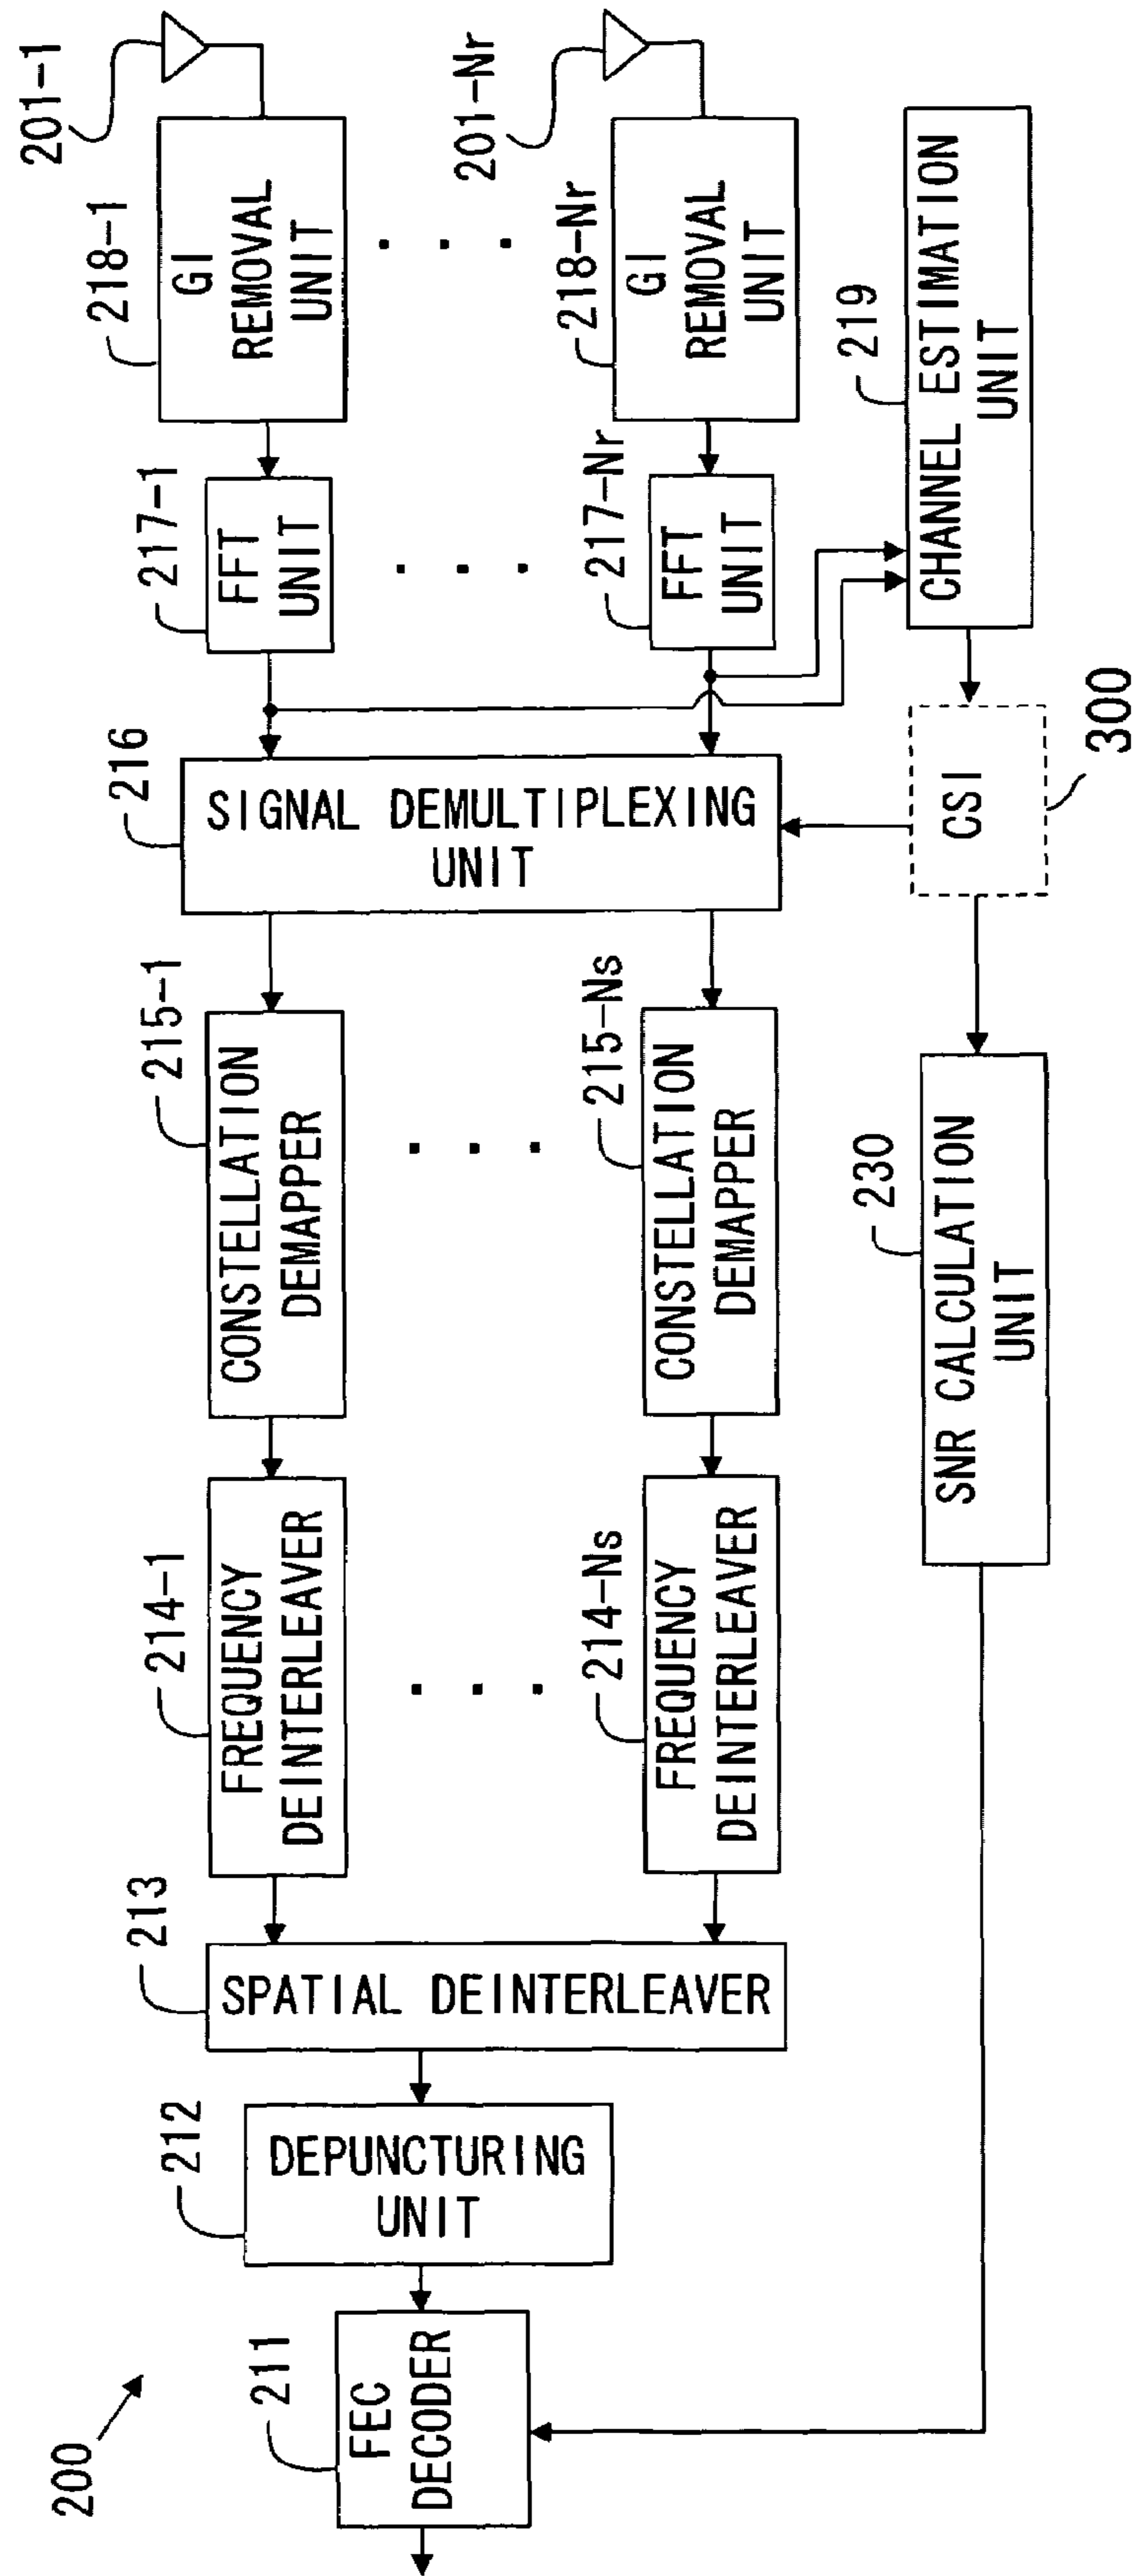 200
211
FEC
DECODER
212
DEPUNCTURING
UNIT
213
SPATIAL DEINTERLEAVER
214-1
FREQUENCY
DEINTERLEAVER
214-Ns
FREQUENCY
DEINTERLEAVER
215-1
CONSTELLATION
DEMAPPER
215-Ns
CONSTELLATION
DEMAPPER
216
SIGNAL DEMULTIPLEXING
UNIT
217-1
FFT
UNIT
217-Nr
FFT
UNIT
218-1
GI
REMOVAL
UNIT
218-Nr
GI
REMOVAL
UNIT
201-1
201-Nr
230
SNR CALCULATION
UNIT
CSI
300
219
CHANNEL ESTIMATION
UNIT